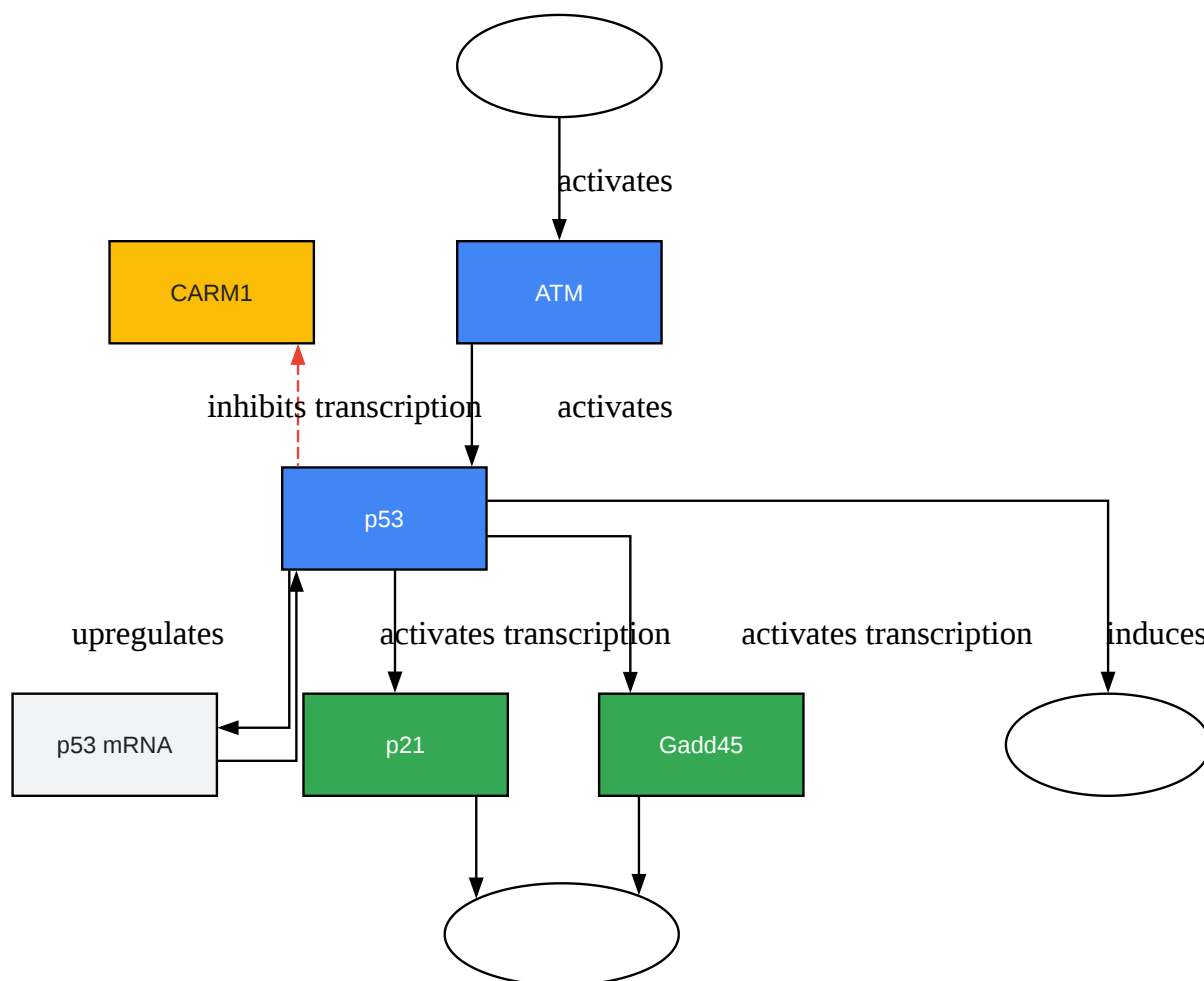 activates
CARM1
ATM
inhibits transcription
activates
p53
upregulates
activates transcription
activates transcription
induces
p53 mRNA
p21
Gadd45